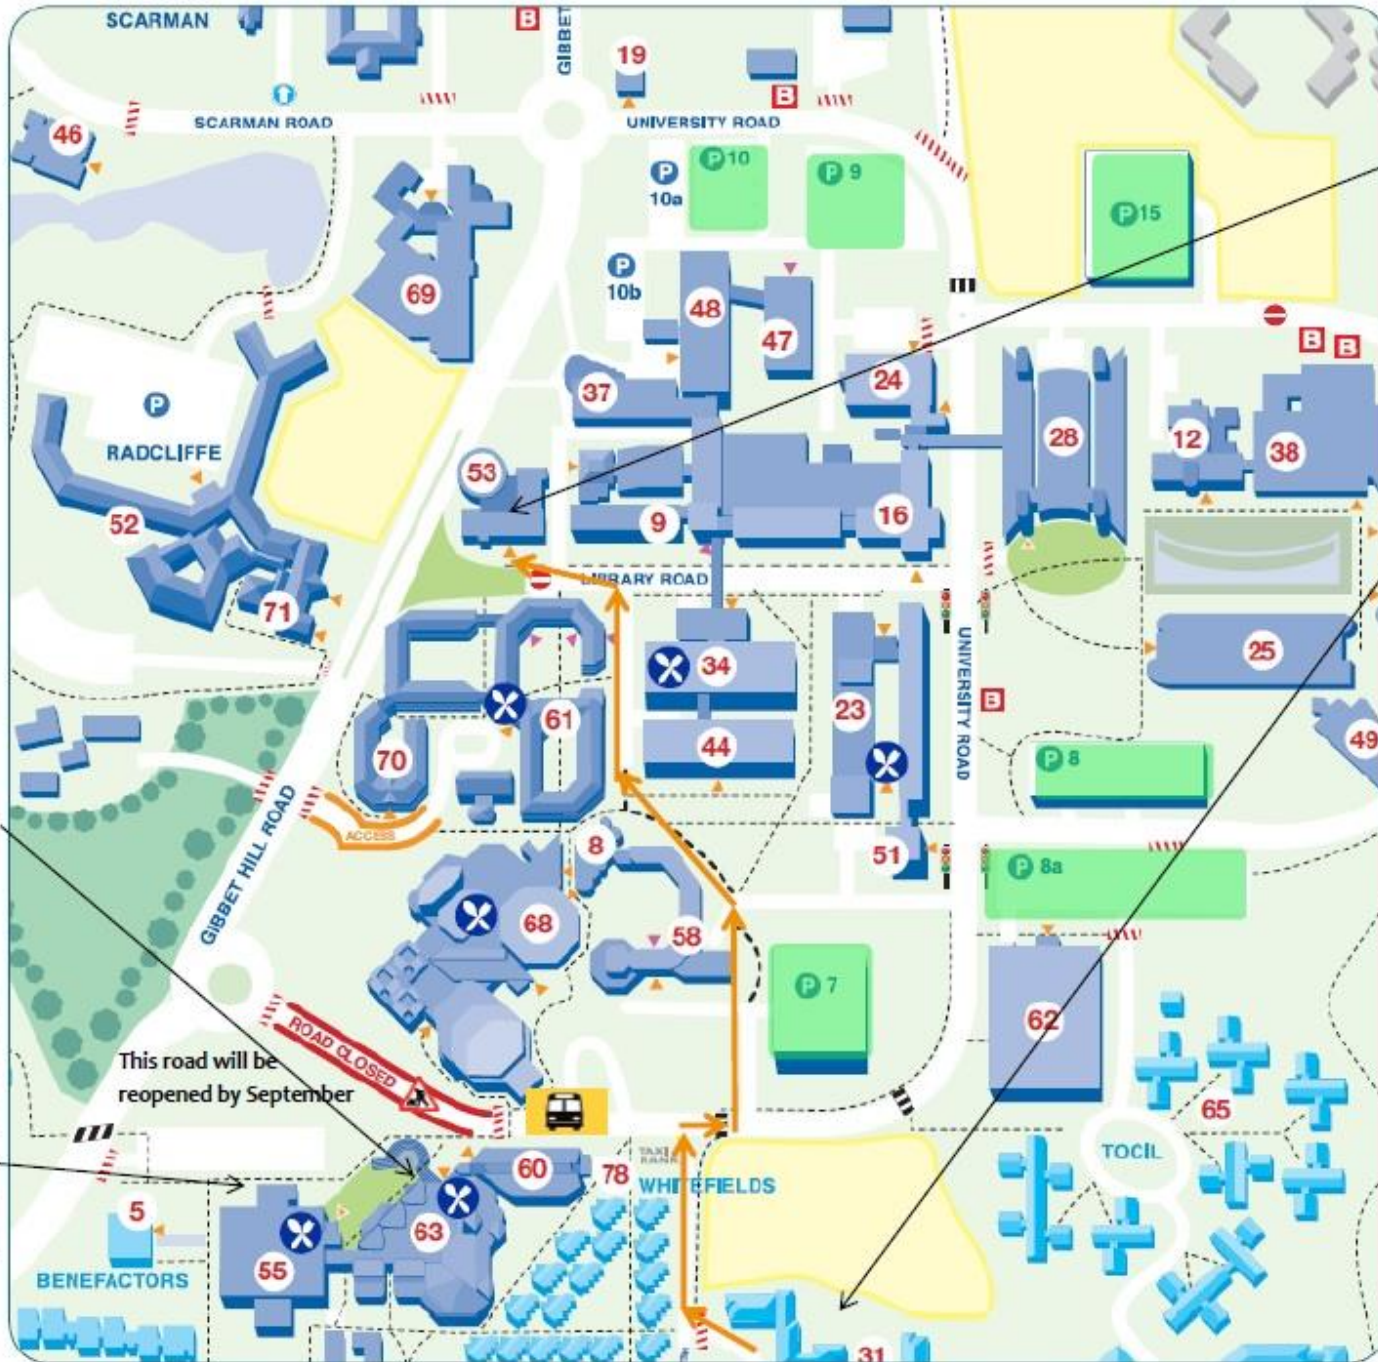 SCARMAN
B
GIBBET
19
B
46
SCARMAN ROAD
UNIVERSITY ROAD
P
10a
P 10
P 9
P 15
P
10b
69
48
47
B
B
37
24
P
RADCLIFFE
28
12
38
53
52
9
16
71
LIBRARY ROAD
34
23
25
UNIVERSITY ROAD
B
61
70
44
49
P 8
GIBBET HILL ROAD
ACCESS
8
51
P 8a
68
58
P 7
62
ROAD CLOSED
This road will be
reopened by September
65
TOCIL
TAXI
RANK
60
78
WHITEFIELDS
5
63
55
BENEFACTORS
31